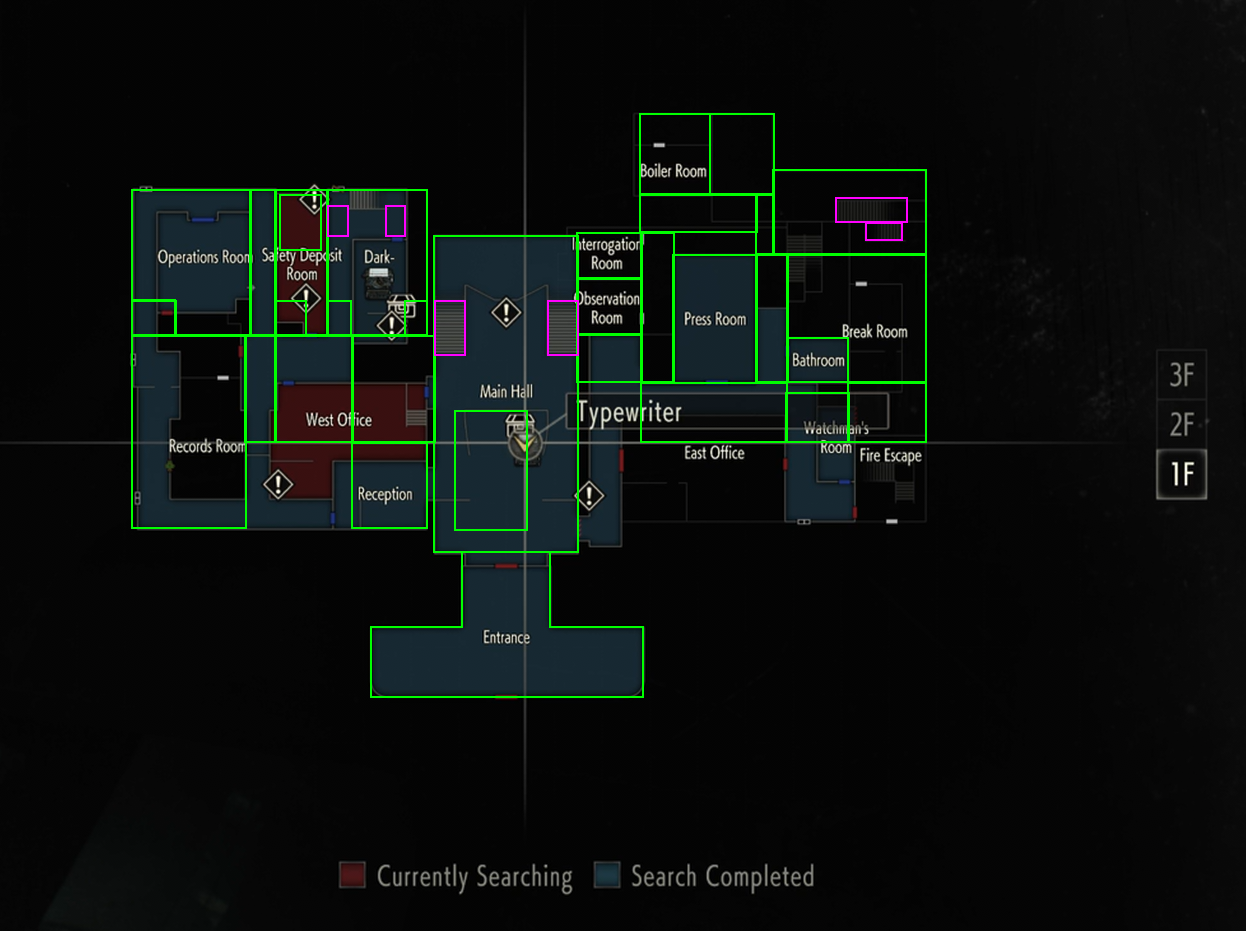 Boiler Room
Interrogation
Room
Operations Room
Safety Deposit
Room
Dark-
Observation
Room
Press Room
Break Room
Bathroom
3F
2F
1F
Main Hall
Typewriter
West Office
Records Room
Watchman's
Room
East Office
Fire Escape
Reception
Entrance
Currently Searching
Search Completed